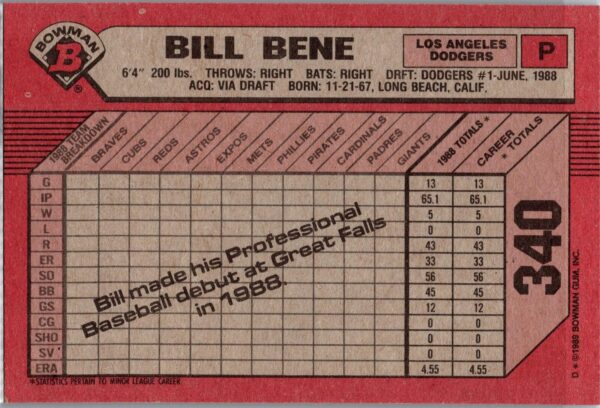 BOWMAN
B
®
BILL BENE
LOS ANGELES
DODGERS
P
6'4" 200 lbs. THROWS: RIGHT BATS: RIGHT DRFT: DODGERS #1-JUNE, 1988
ACQ: VIA DRAFT BORN: 11-21-67, LONG BEACH, CALIF.
1988 TEAM
BREAKDOWN
BRAVES
CUBS
REDS
ASTROS
EXPOS
METS
PHILLIES
PIRATES
CARDINALS
PADRES
GIANTS
1988 TOTALS*
CAREER
* TOTALS
G 13 13
IP 65.1 65.1
W 5 5
L 0 0
R 43 43
ER 33 33
SO 56 56
BB 45 45
GS 12 12
CG 0 0
SHO 0 0
SV 0 0
ERA 4.55 4.55
Bill made his Professional
Baseball debut at Great Falls
in 1988.
340
*STATISTICS PERTAIN TO MINOR LEAGUE CAREER.
D * ©1989 BOWMAN GUM, INC.